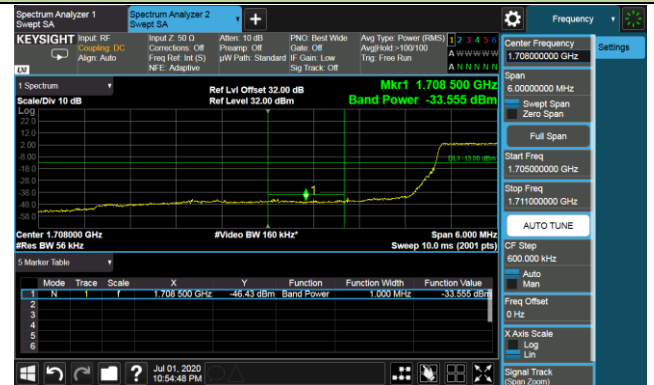 Spectrum Analyzer 1
Swept SA
Spectrum Analyzer 2
Swept SA
+
Frequency
KEYSIGHT
Input: RF
Coupling: DC
Align: Auto
Input Z: 50 Ω
Corrections: Off
Freq Ref: Int (S)
NFE: Adaptive
Atten: 10 dB
Preamp: Off
µW Path: Standard
PNO: Best Wide
Gate: Off
IF Gain: Low
Sig Track: Off
Avg Type: Power (RMS)
Avg|Hold:>100/100
Trig: Free Run
1 2 3 4 5 6
A W W W W W
A N N N N N
LXI
Center Frequency
1.708000000 GHz
Settings
Span
6.00000000 MHz
Swept Span
Zero Span
Full Span
Start Freq
1.705000000 GHz
Stop Freq
1.711000000 GHz
AUTO TUNE
CF Step
600.000 kHz
Auto
Man
Freq Offset
0 Hz
X Axis Scale
Log
Lin
Signal Track
(Span Zoom)
1 Spectrum
Scale/Div 10 dB
Ref Lvl Offset 32.00 dB
Ref Level 32.00 dBm
Mkr1 1.708 500 GHz
Band Power -33.555 dBm
Log
22.0
12.0
2.00
-8.00
-18.0
-28.0
-38.0
-48.0
-58.0
DL1 -13.00 dBm
1
Center 1.708000 GHz
#Res BW 56 kHz
#Video BW 160 kHz*
Span 6.000 MHz
Sweep 10.0 ms (2001 pts)
5 Marker Table
Mode Trace Scale X Y Function Function Width Function Value
1 N 1 f 1.708 500 GHz -46.43 dBm Band Power 1.000 MHz -33.555 dBm
2
3
4
5
6
?
Jul 01, 2020
10:54:48 PM